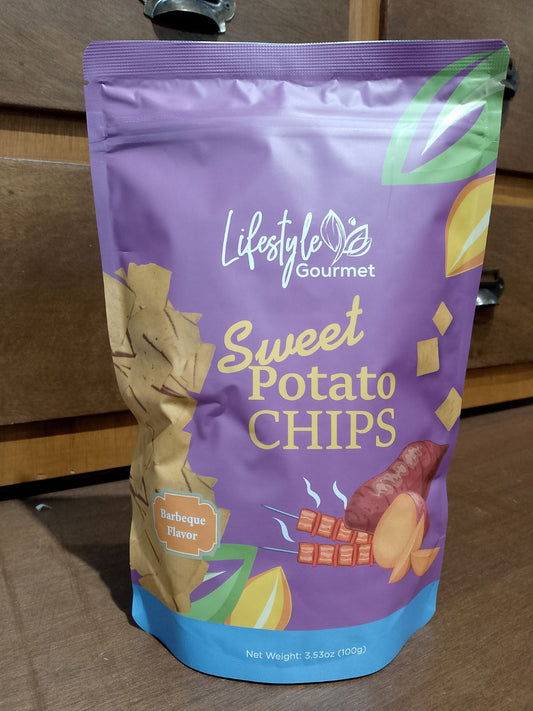 Lifestyle
Gourmet
Sweet
Potato
CHIPS
Barbeque
Flavor
Net Weight: 3.53oz (100g)